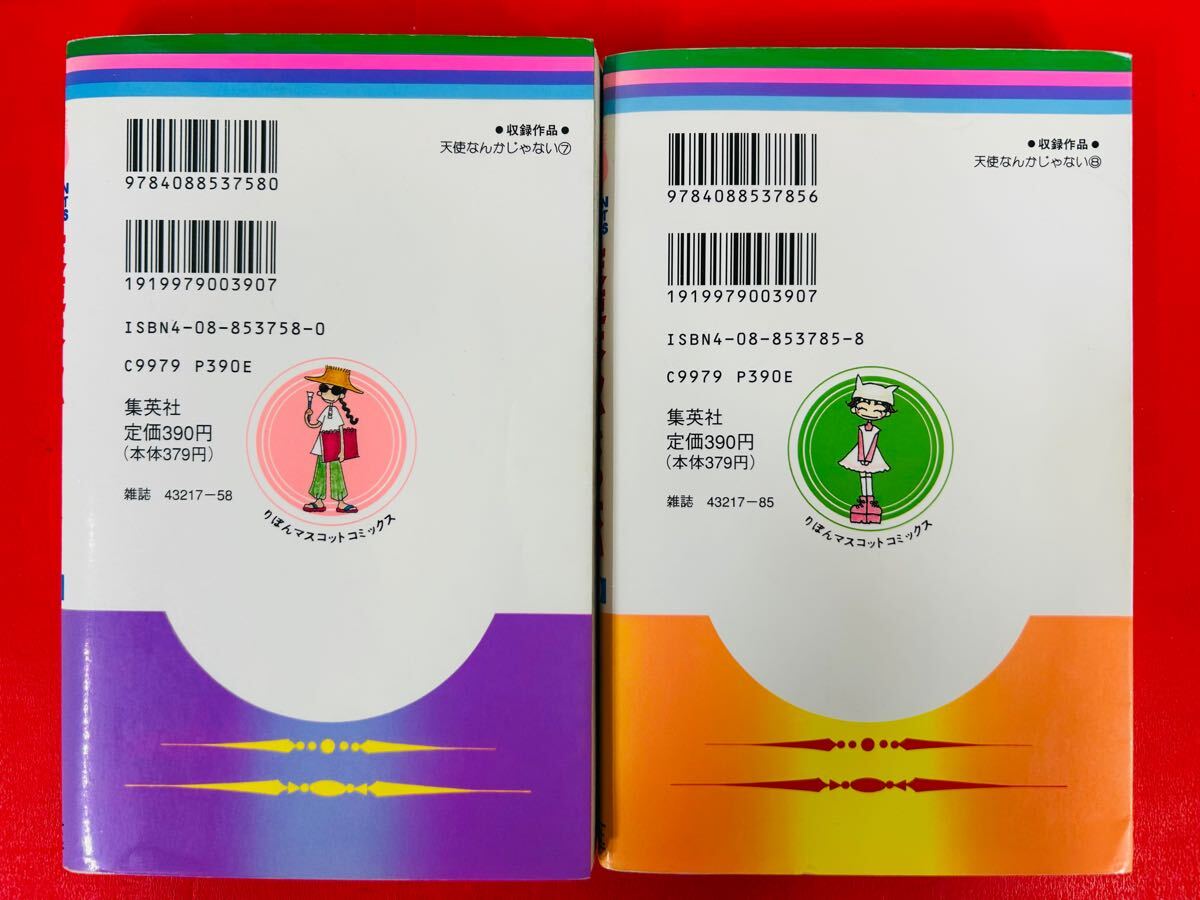 ●収録作品●
天使なんかじゃない⑦
9784088537580
1919979003907
ISBN4-08-853758-0
C9979 P390E
集英社
定価390円
(本体379円)
雑誌 43217-58
りぼんマスコットコミックス
●収録作品●
天使なんかじゃない⑧
9784088537856
1919979003907
ISBN4-08-853785-8
C9979 P390E
集英社
定価390円
(本体379円)
雑誌 43217-85
りぼんマスコットコミックス